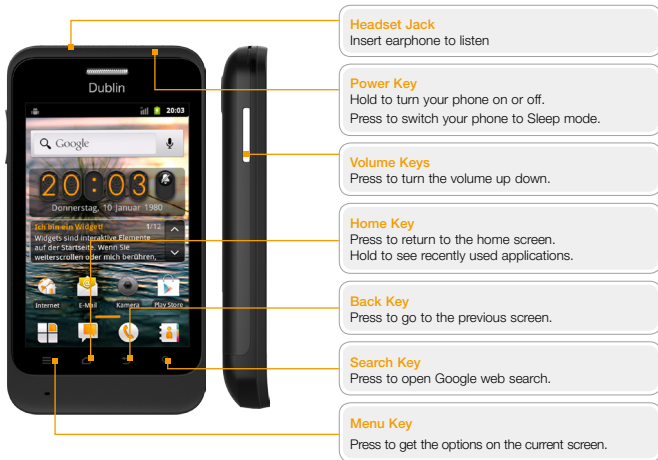 Dublin
20:03
Google
20:03
Donnerstag, 10 Januar 1980
Ich bin ein Widget!
1/12
Widgets sind interaktive Elemente
auf der Startseite. Wenn Sie
weiterscrollen oder mich berühren,
Internet
E-Mail
Kamera
Play Store
Headset Jack
Insert earphone to listen
Power Key
Hold to turn your phone on or off.
Press to switch your phone to Sleep mode.
Volume Keys
Press to turn the volume up down.
Home Key
Press to return to the home screen.
Hold to see recently used applications.
Back Key
Press to go to the previous screen.
Search Key
Press to open Google web search.
Menu Key
Press to get the options on the current screen.